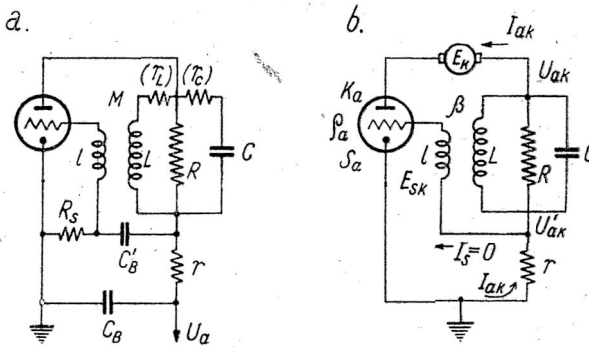 a.
(r_L) (r_c)
M
l
L
R
C
R_s
C'_B
r
C_B
U_a
b.
I_ak
E_k
U_ak
K_a
β
ρ_a
S_a
l
L
R
E_sk
U'_ak
I_s=0
I_ak
r